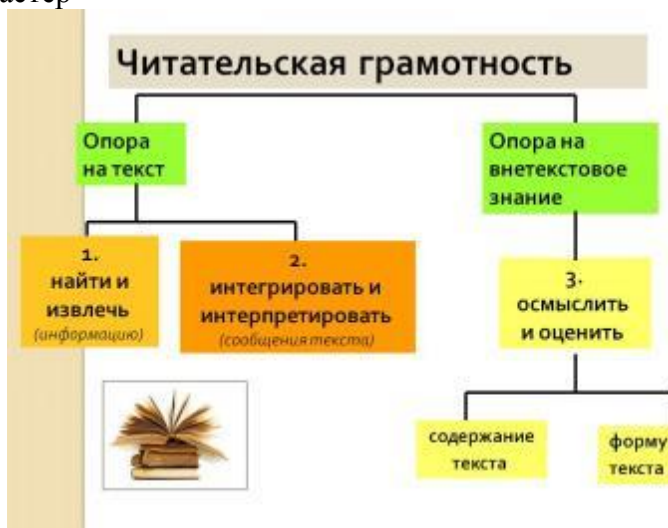 Читательская грамотность
Опора
на текст
Опора на
внетекстовое
знание
1.
найти и
извлечь
(информацию)
2.
интегрировать и
интерпретировать
(сообщения текста)
3.
осмыслить
и оценить
содержание
текста
форму
текста